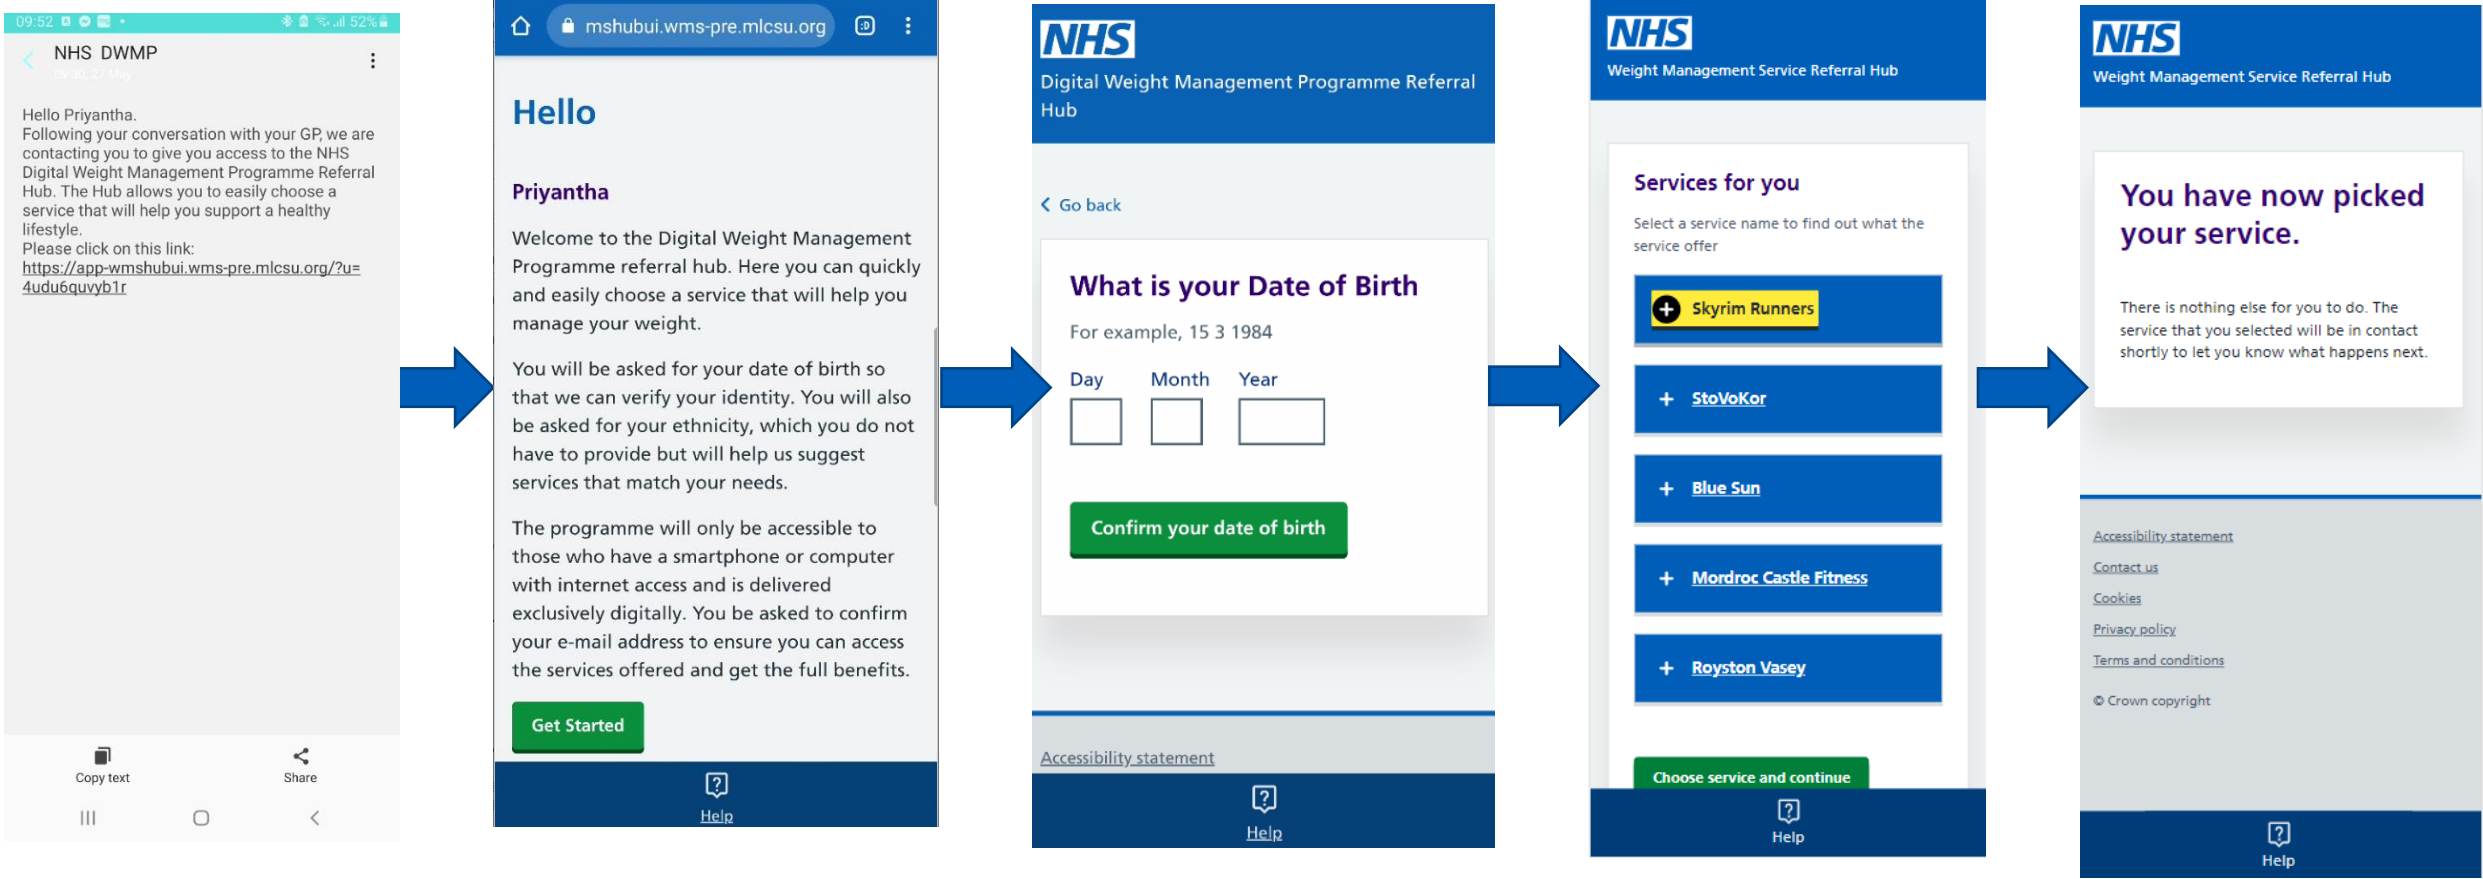 09:52
52%
NHS DWMP
09:30, 27 May
Hello Priyantha.
Following your conversation with your GP, we are
contacting you to give you access to the NHS
Digital Weight Management Programme Referral
Hub. The Hub allows you to easily choose a
service that will help you support a healthy
lifestyle.
Please click on this link:
https://app-wmshubui.wms-pre.mlcsu.org/?u=
4udu6quvyb1r
Copy text
Share
mshubui.wms-pre.mlcsu.org
:D
Hello
Priyantha
Welcome to the Digital Weight Management
Programme referral hub. Here you can quickly
and easily choose a service that will help you
manage your weight.
You will be asked for your date of birth so
that we can verify your identity. You will also
be asked for your ethnicity, which you do not
have to provide but will help us suggest
services that match your needs.
The programme will only be accessible to
those who have a smartphone or computer
with internet access and is delivered
exclusively digitally. You be asked to confirm
your e-mail address to ensure you can access
the services offered and get the full benefits.
Get Started
Help
NHS
Digital Weight Management Programme Referral
Hub
Go back
What is your Date of Birth
For example, 15 3 1984
Day Month Year
Confirm your date of birth
Accessibility statement
Help
NHS
Weight Management Service Referral Hub
Services for you
Select a service name to find out what the
service offer
Skyrim Runners
StoVoKor
Blue Sun
Mordroc Castle Fitness
Royston Vasey
Choose service and continue
Help
NHS
Weight Management Service Referral Hub
You have now picked
your service.
There is nothing else for you to do. The
service that you selected will be in contact
shortly to let you know what happens next.
Accessibility statement
Contact us
Cookies
Privacy policy
Terms and conditions
© Crown copyright
Help